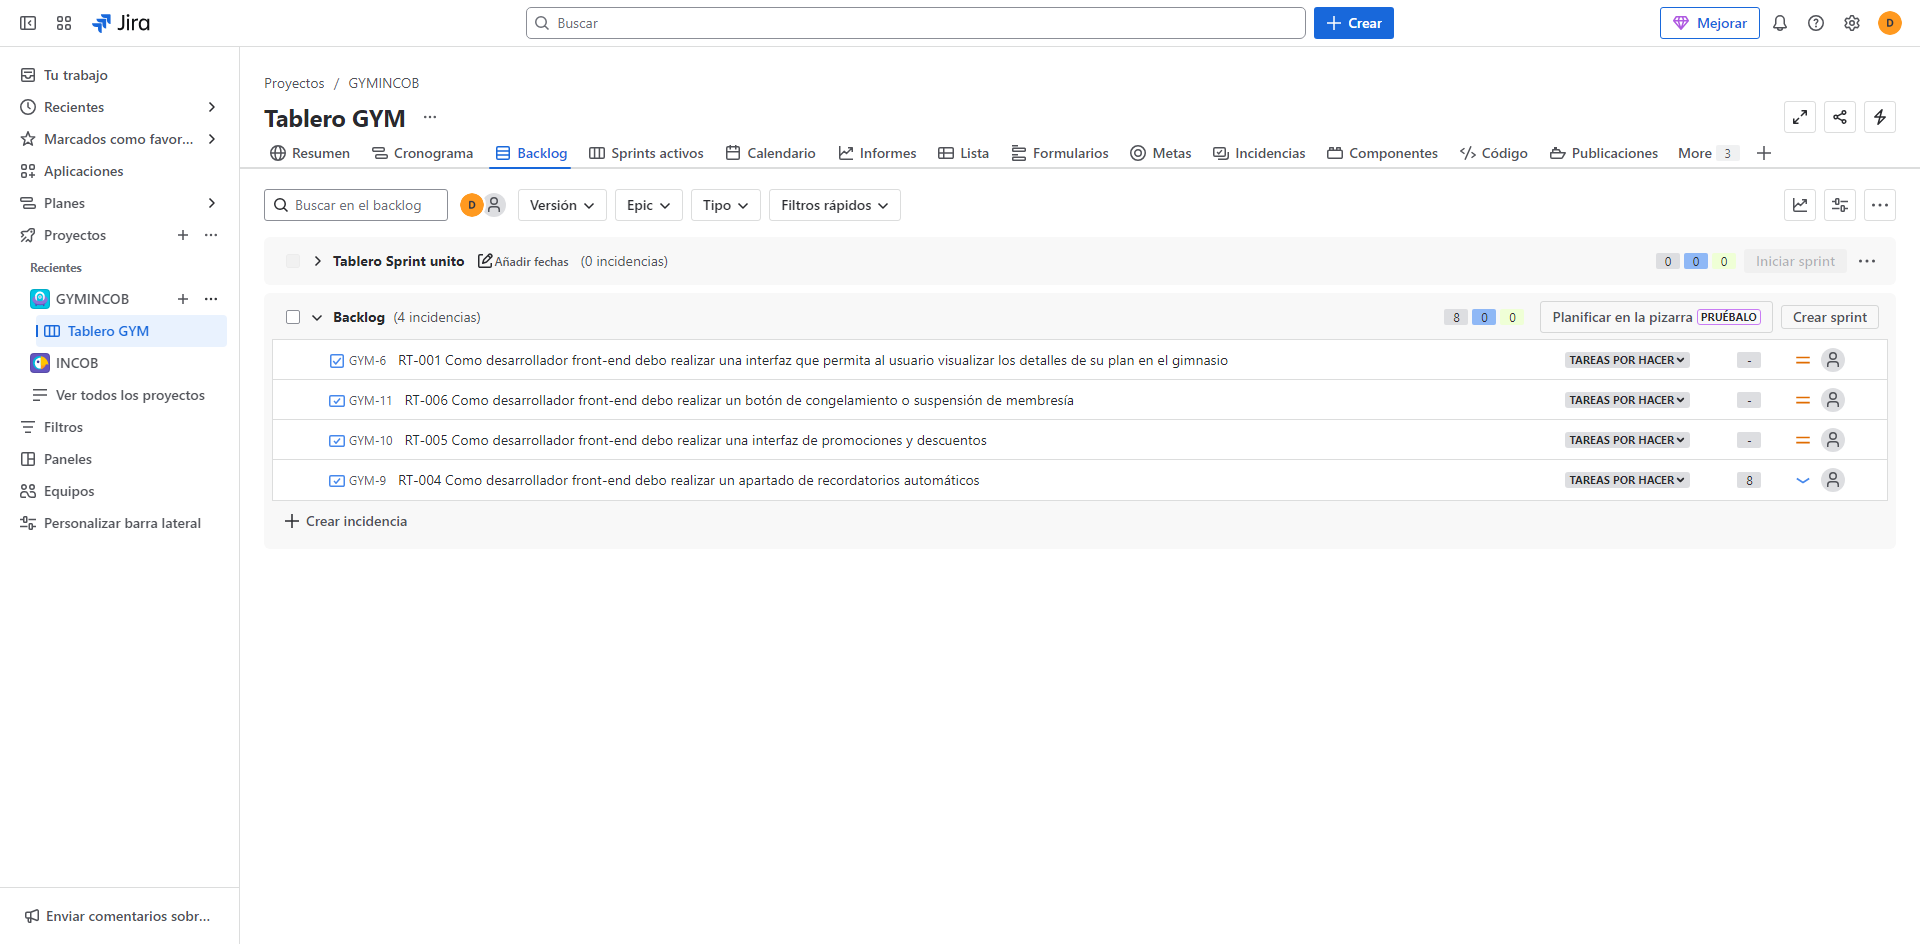 Jira
Buscar
Crear
Mejorar
D
Tu trabajo
Recientes
Marcados como favor...
Aplicaciones
Planes
Proyectos
Recientes
GYMINCOB
Tablero GYM
INCOB
Ver todos los proyectos
Filtros
Paneles
Equipos
Personalizar barra lateral
Enviar comentarios sobr...
Proyectos / GYMINCOB
Tablero GYM
Resumen Cronograma Backlog Sprints activos Calendario Informes Lista Formularios Metas Incidencias Componentes Código Publicaciones More 3
Buscar en el backlog D Versión Epic Tipo Filtros rápidos
Tablero Sprint unito Añadir fechas (0 incidencias) 0 0 0 Iniciar sprint
Backlog (4 incidencias) 8 0 0 Planificar en la pizarra PRUÉBALO Crear sprint
GYM-6 RT-001 Como desarrollador front-end debo realizar una interfaz que permita al usuario visualizar los detalles de su plan en el gimnasio TAREAS POR HACER -
GYM-11 RT-006 Como desarrollador front-end debo realizar un botón de congelamiento o suspensión de membresía TAREAS POR HACER -
GYM-10 RT-005 Como desarrollador front-end debo realizar una interfaz de promociones y descuentos TAREAS POR HACER -
GYM-9 RT-004 Como desarrollador front-end debo realizar un apartado de recordatorios automáticos TAREAS POR HACER 8
Crear incidencia